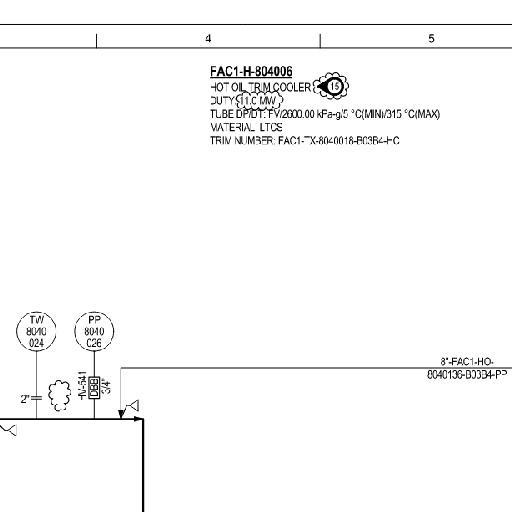 4
5
FAC1-H-804006
HOT OIL TRIM COOLER 15
DUTY: 11.0 MW
TUBE DP/DT: FV/2600.00 kPa-g/5 °C(MIN)/315 °C(MAX)
MATERIAL: LTCS
TRIM NUMBER: FAC1-TX-8040018-B03B4-HC
TW
8040
024
PP
8040
026
8"-FAC1-HO-
8040136-B03B4-PP
2"
HV-541
DBB
3/4"